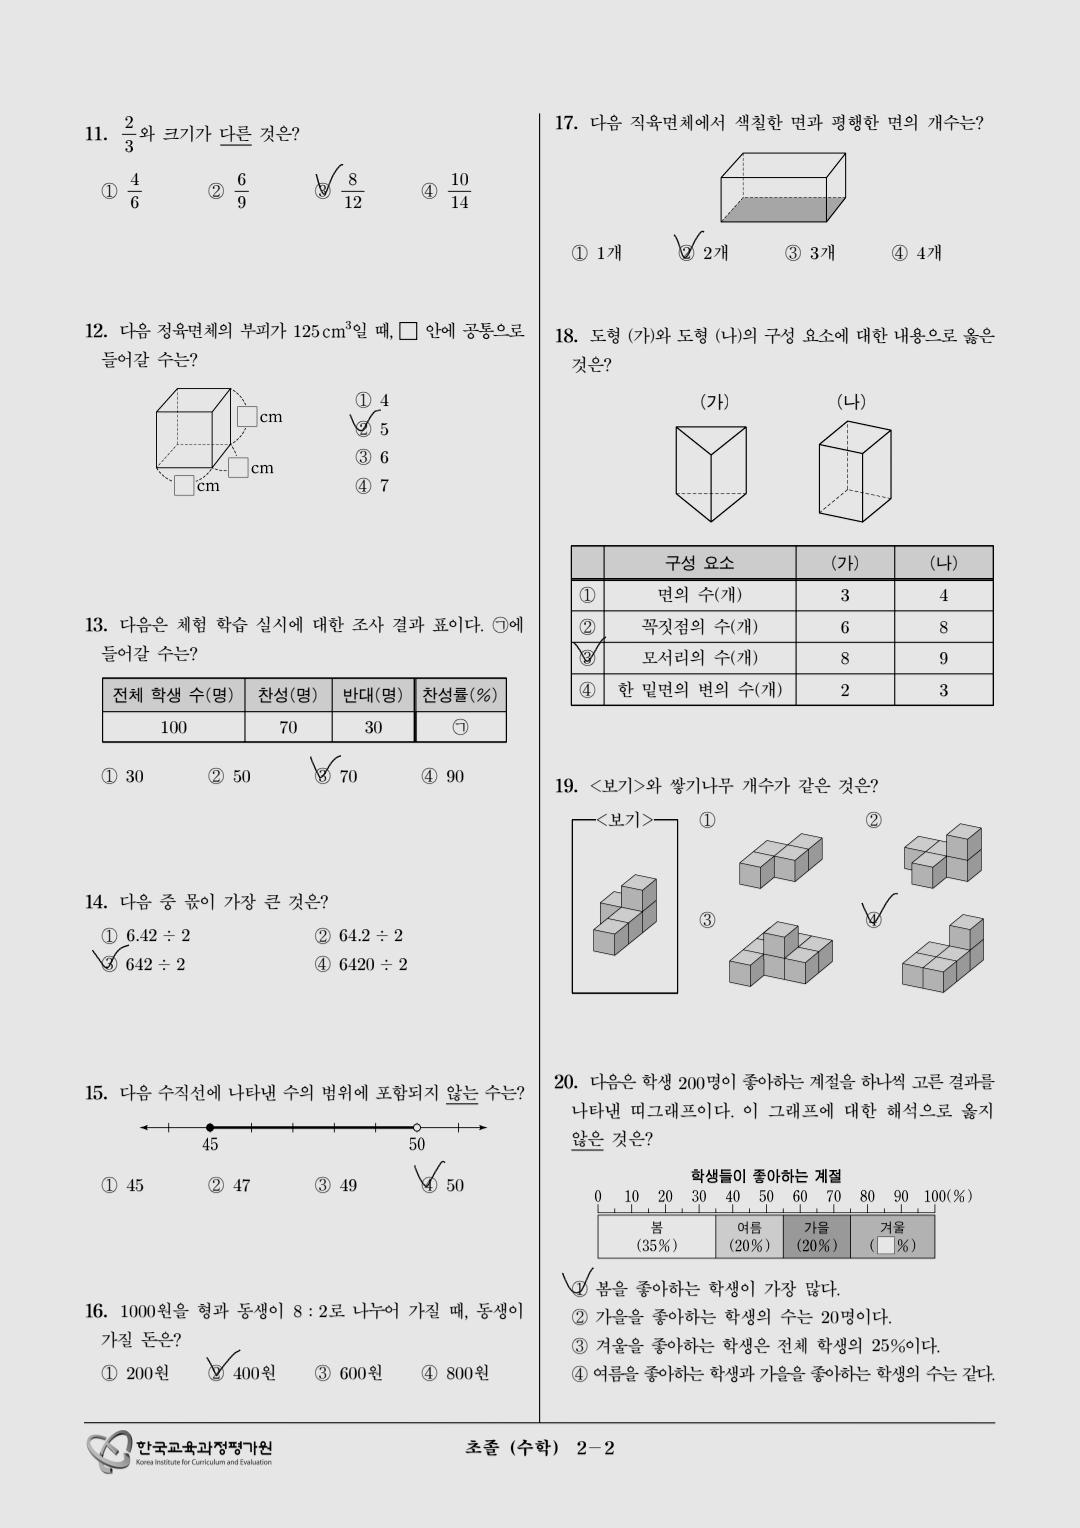 11. 2/3와 크기가 다른 것은?
① 4/6 ② 6/9 ③ 8/12 ④ 10/14
12. 다음 정육면체의 부피가 125cm³일 때, □ 안에 공통으로
들어갈 수는?
□cm
□cm
□cm
① 4
② 5
③ 6
④ 7
13. 다음은 체험 학습 실시에 대한 조사 결과 표이다. ㉠에
들어갈 수는?
전체 학생 수(명) 찬성(명) 반대(명) 찬성률(%)
100 70 30 ㉠
① 30 ② 50 ③ 70 ④ 90
14. 다음 중 몫이 가장 큰 것은?
① 6.42 ÷ 2 ② 64.2 ÷ 2
③ 642 ÷ 2 ④ 6420 ÷ 2
15. 다음 수직선에 나타낸 수의 범위에 포함되지 않는 수는?
45 50
① 45 ② 47 ③ 49 ④ 50
16. 1000원을 형과 동생이 8 : 2로 나누어 가질 때, 동생이
가질 돈은?
① 200원 ② 400원 ③ 600원 ④ 800원
17. 다음 직육면체에서 색칠한 면과 평행한 면의 개수는?
① 1개 ② 2개 ③ 3개 ④ 4개
18. 도형 (가)와 도형 (나)의 구성 요소에 대한 내용으로 옳은
것은?
(가) (나)
구성 요소 (가) (나)
① 면의 수(개) 3 4
② 꼭짓점의 수(개) 6 8
③ 모서리의 수(개) 8 9
④ 한 밑면의 변의 수(개) 2 3
19. <보기>와 쌓기나무 개수가 같은 것은?
<보기> ① ②
③ ④
20. 다음은 학생 200명이 좋아하는 계절을 하나씩 고른 결과를
나타낸 띠그래프이다. 이 그래프에 대한 해석으로 옳지
않은 것은?
학생들이 좋아하는 계절
0 10 20 30 40 50 60 70 80 90 100(%)
봄 여름 가을 겨울
(35%) (20%) (20%) (□%)
① 봄을 좋아하는 학생이 가장 많다.
② 가을을 좋아하는 학생의 수는 20명이다.
③ 겨울을 좋아하는 학생은 전체 학생의 25%이다.
④ 여름을 좋아하는 학생과 가을을 좋아하는 학생의 수는 같다.
한국교육과정평가원
Korea Institute for Curriculum and Evaluation
초졸 (수학) 2－2